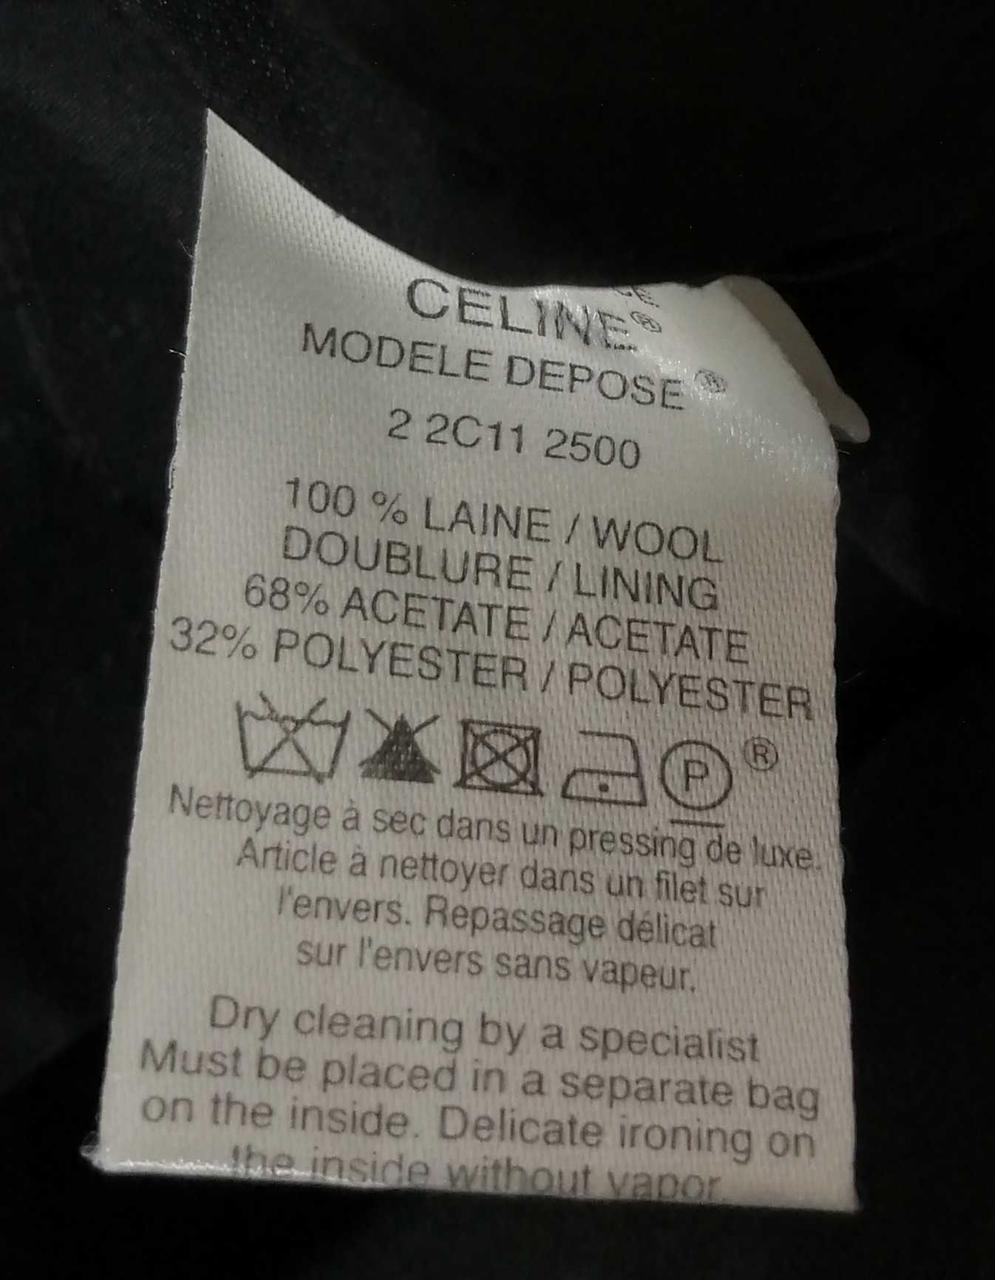 CELINE®
MODELE DEPOSE ®
2 2C11 2500
100 % LAINE / WOOL
DOUBLURE / LINING
68% ACETATE / ACETATE
32% POLYESTER / POLYESTER
P ®
Nettoyage à sec dans un pressing de luxe.
Article à nettoyer dans un filet sur
l'envers. Repassage délicat
sur l'envers sans vapeur.
Dry cleaning by a specialist
Must be placed in a separate bag
on the inside. Delicate ironing on
the inside without vapor